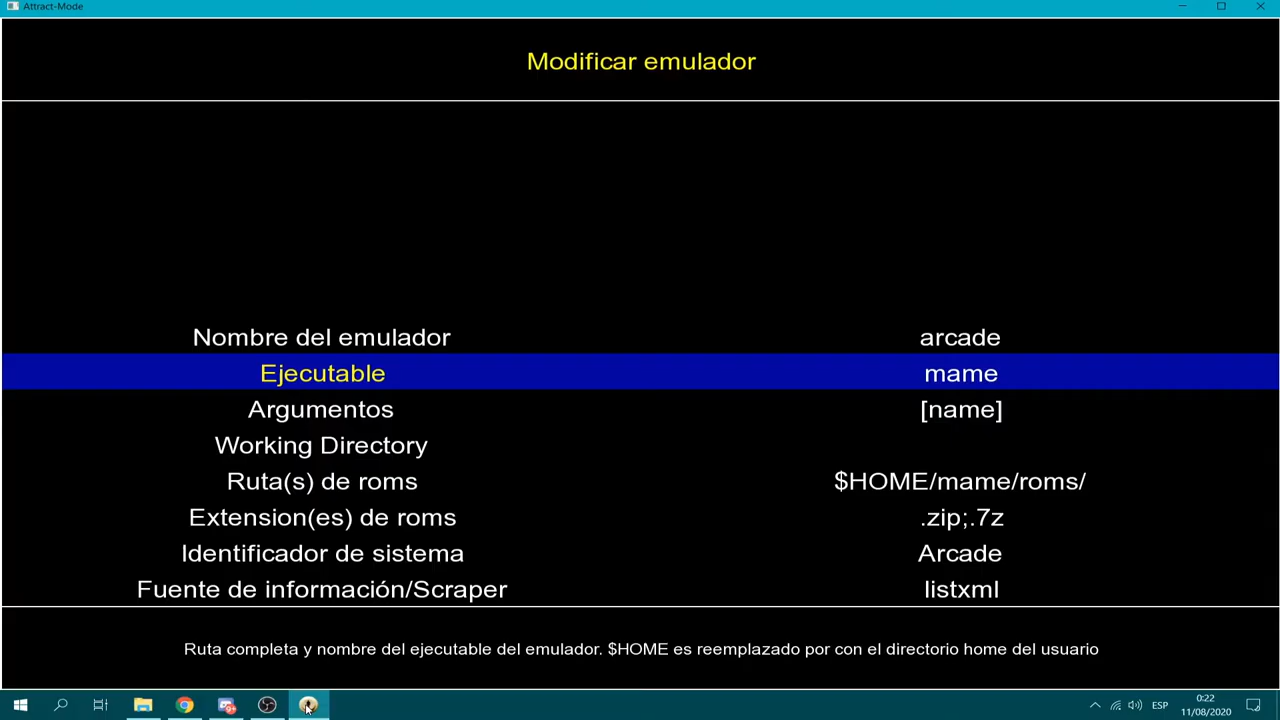 Attract-Mode
Modificar emulador
Nombre del emulador arcade
Ejecutable mame
Argumentos [name]
Working Directory
Ruta(s) de roms $HOME/mame/roms/
Extension(es) de roms .zip;.7z
Identificador de sistema Arcade
Fuente de información/Scraper listxml
Ruta completa y nombre del ejecutable del emulador. $HOME es reemplazado por con el directorio home del usuario
ESP
0:22
11/08/2020